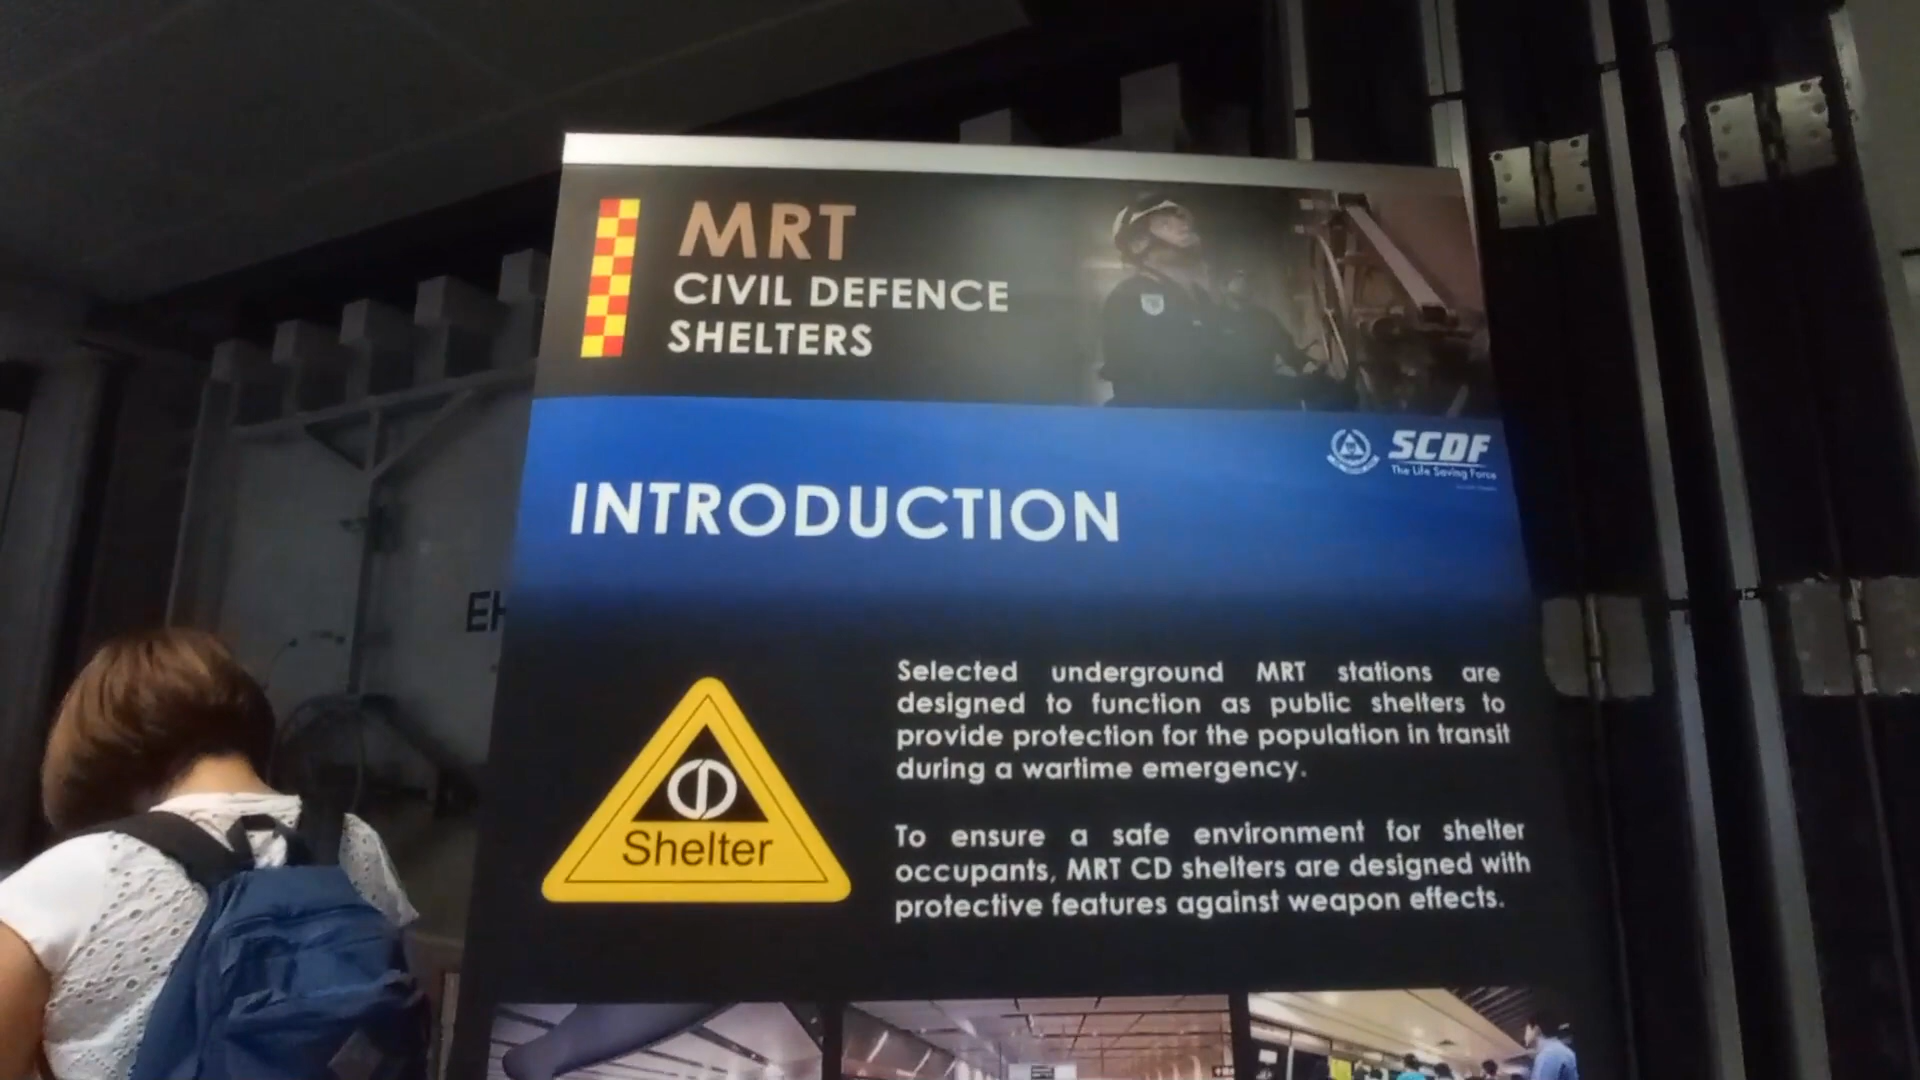 MRT
CIVIL DEFENCE
SHELTERS
SCDF
The Life Saving Force
INTRODUCTION
EH
Selected underground MRT stations are
designed to function as public shelters to
provide protection for the population in transit
during a wartime emergency.
Shelter
To ensure a safe environment for shelter
occupants, MRT CD shelters are designed with
protective features against weapon effects.